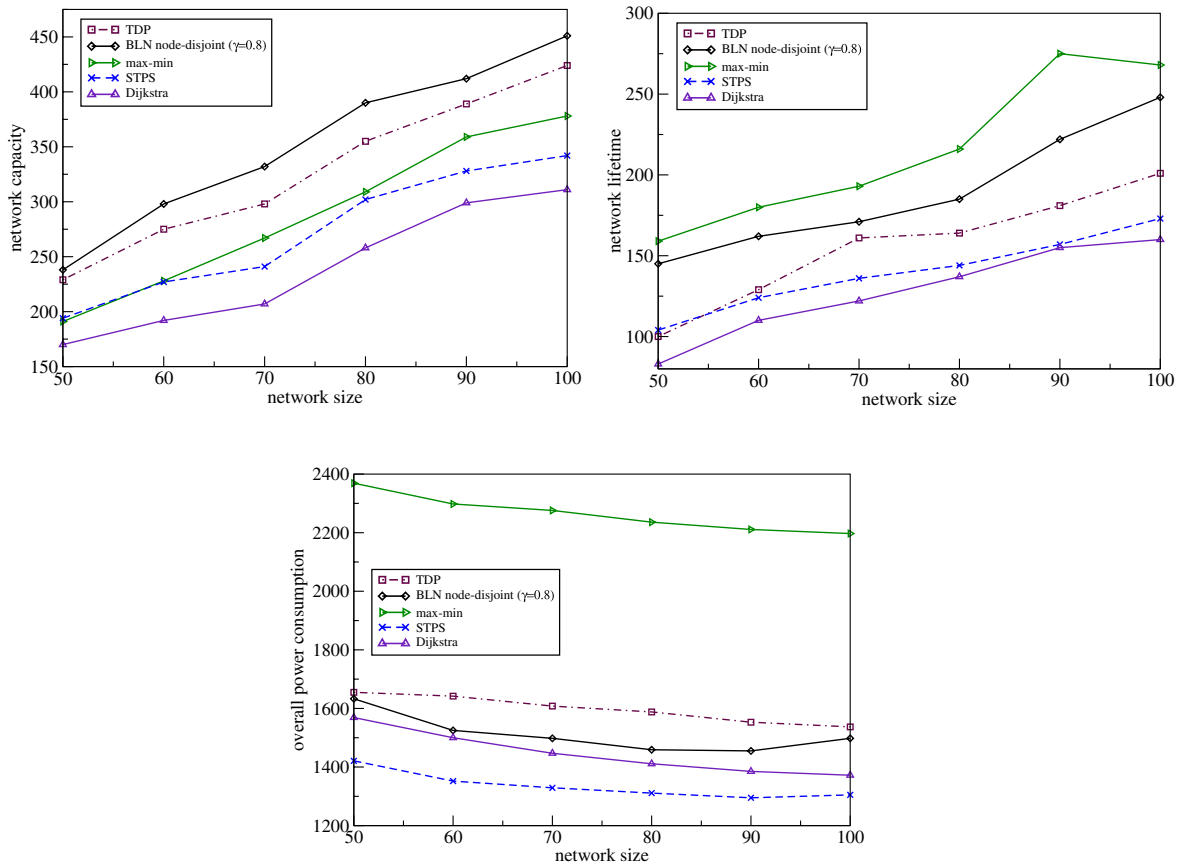 TDP
BLN node-disjoint (γ=0.8)
max-min
STPS
Dijkstra
network capacity
450
400
350
300
250
200
150
50 60 70 80 90 100
network size
TDP
BLN node-disjoint (γ=0.8)
max-min
STPS
Dijkstra
network lifetime
300
250
200
150
100
50 60 70 80 90 100
network size
TDP
BLN node-disjoint (γ=0.8)
max-min
STPS
Dijkstra
overall power consumption
2400
2200
2000
1800
1600
1400
1200
50 60 70 80 90 100
network size